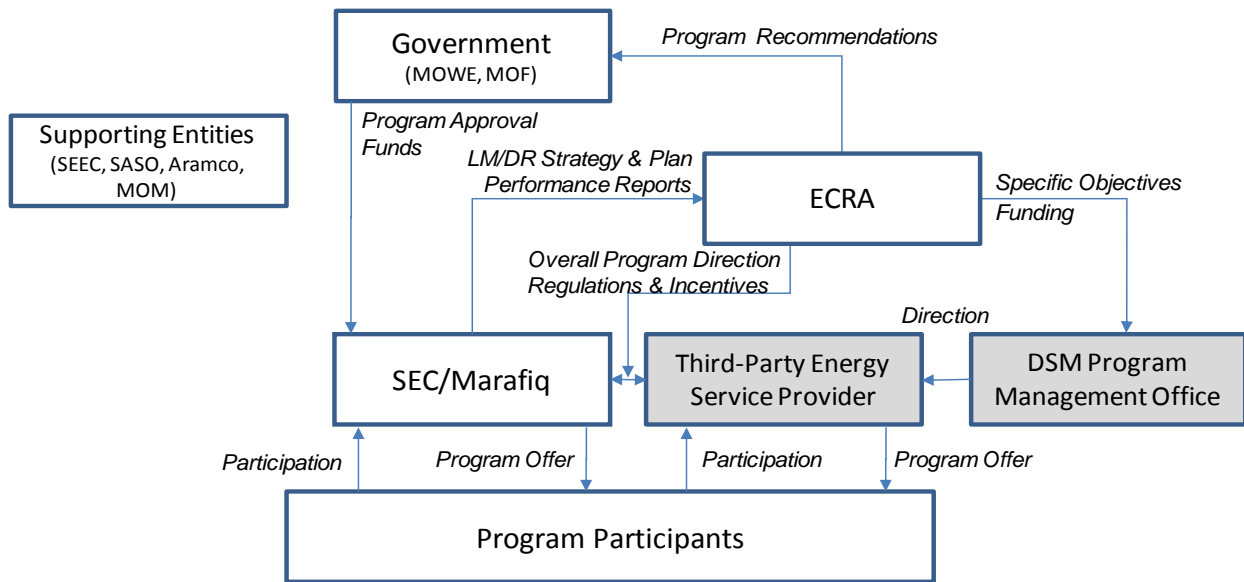 Government
(MOWE, MOF)
Program Recommendations
Supporting Entities
(SEEC, SASO, Aramco,
MOM)
Program Approval
Funds
LM/DR Strategy & Plan
Performance Reports
ECRA
Specific Objectives
Funding
Overall Program Direction
Regulations & Incentives
Direction
SEC/Marafiq
Third-Party Energy
Service Provider
DSM Program
Management Office
Participation
Program Offer
Participation
Program Offer
Program Participants